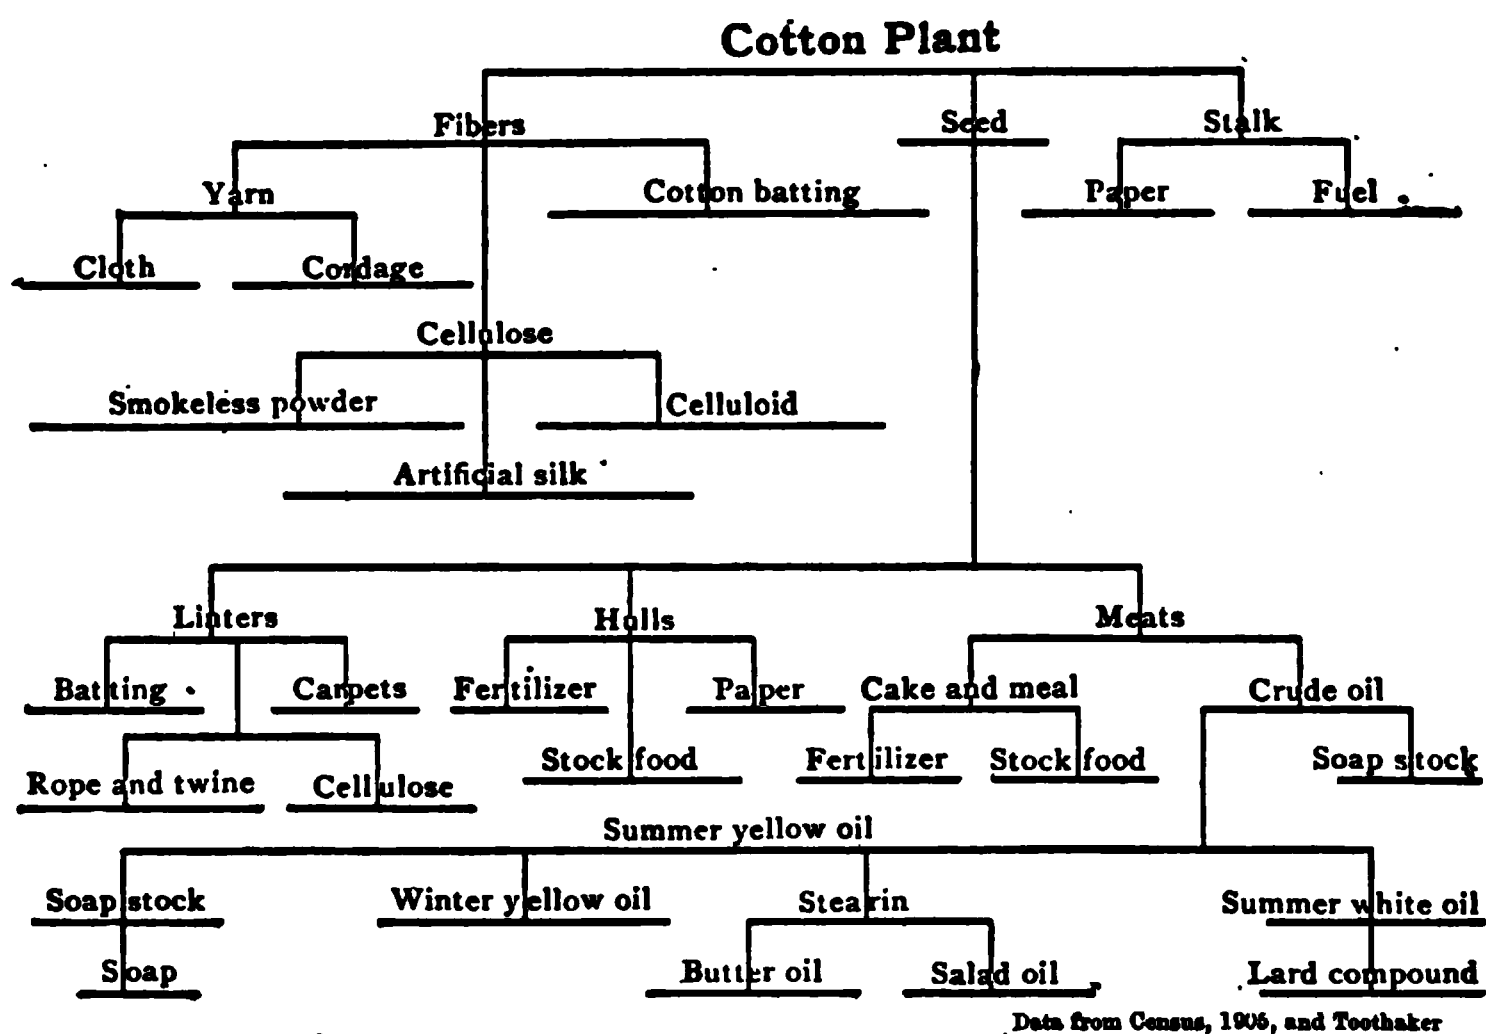 Cotton Plant
Fibers Seed Stalk
Yarn Cotton batting Paper Fuel
Cloth Cordage
Cellulose
Smokeless powder Celluloid
Artificial silk
Linters Hulls Meats
Batting Carpets Fertilizer Paper Cake and meal Crude oil
Stock food Fertilizer Stock food Soap stock
Rope and twine Cellulose
Summer yellow oil
Soap stock Winter yellow oil Stearin Summer white oil
Soap Butter oil Salad oil Lard compound
Data from Census, 1905, and Toothaker